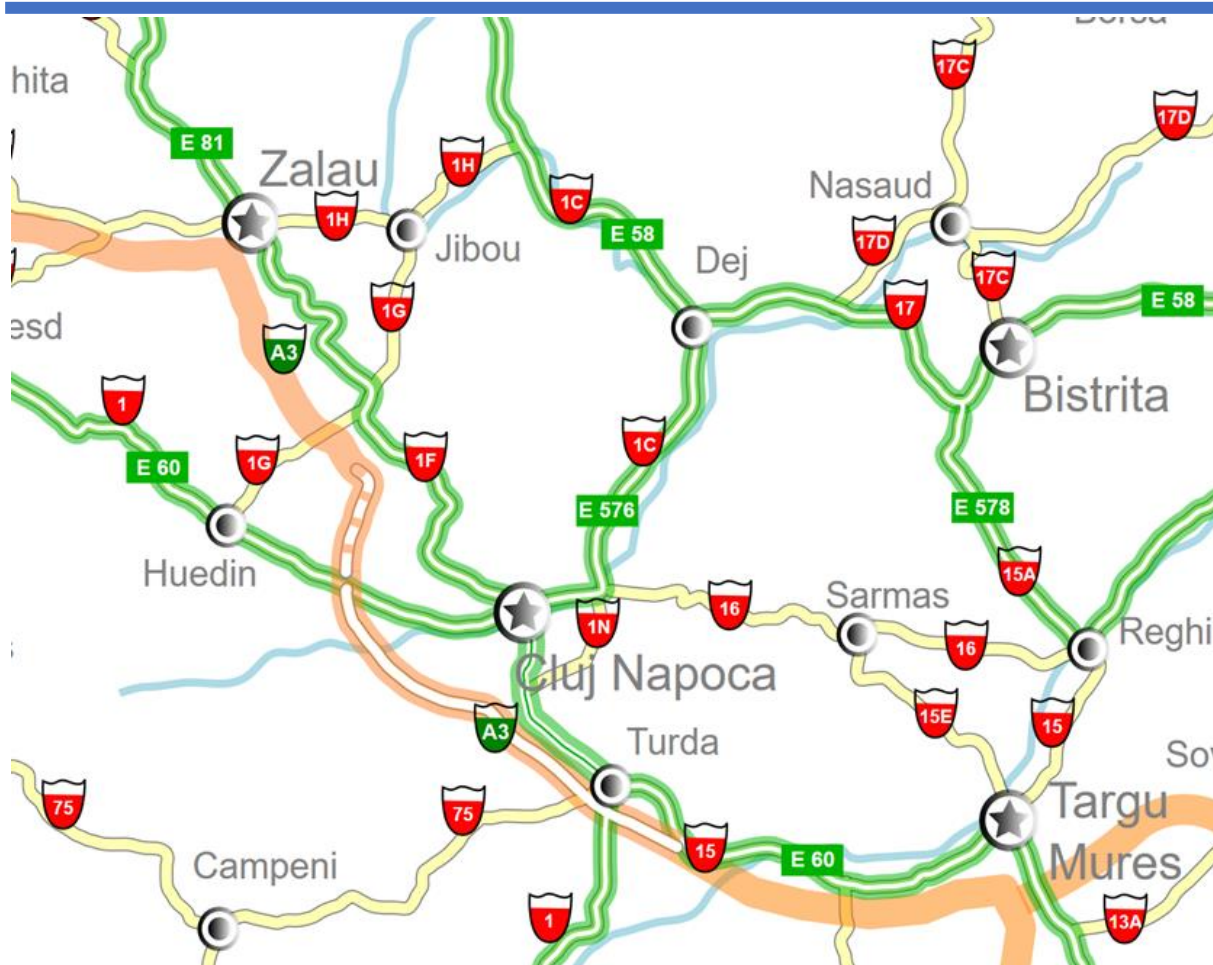 hita
17C
17D
E 81
Zalau
1H
1H
Jibou
1C
E 58
Nasaud
17D
Dej
17C
E 58
esd
1G
A3
17
Bistrita
1
E 60
1G
1F
1C
E 576
E 578
Huedin
15A
Sarmas
16
16
Reghi
1N
Cluj Napoca
A3
Turda
15E
15
Sov
75
75
15
E 60
Targu
Mures
Campeni
1
13A